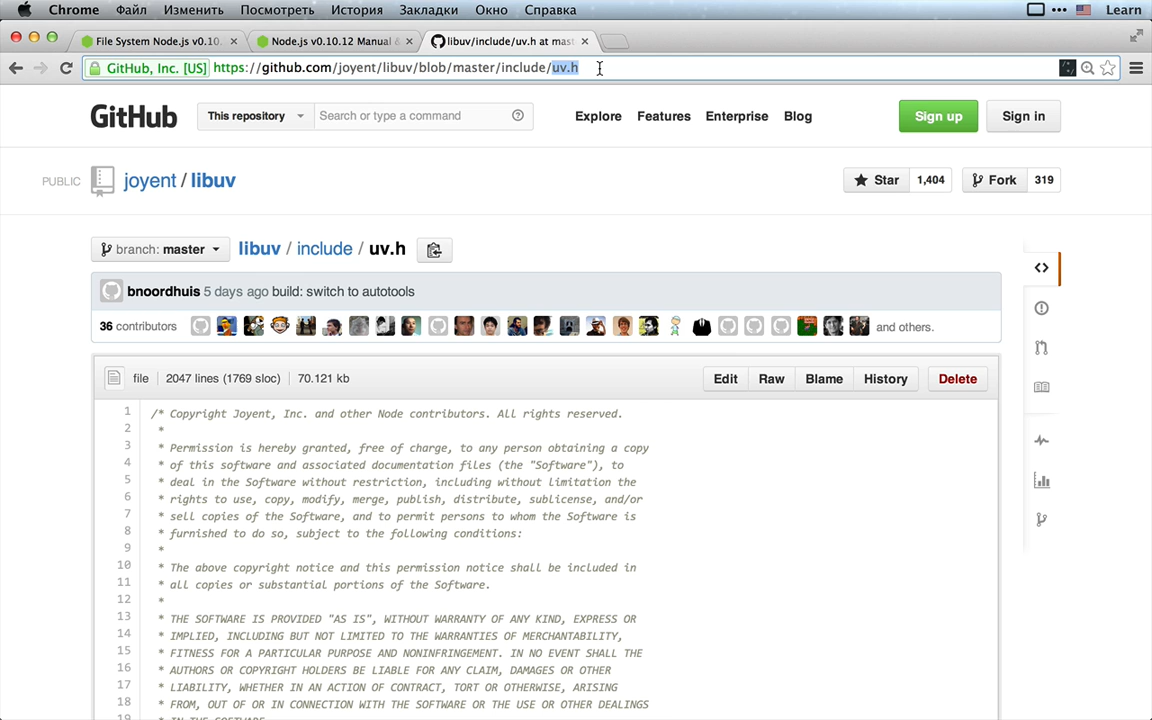 Chrome Файл Изменить Посмотреть История Закладки Окно Справка Learn
File System Node.js v0.10. Node.js v0.10.12 Manual & libuv/include/uv.h at mast
GitHub, Inc. [US] https://github.com/joyent/libuv/blob/master/include/uv.h
GitHub This repository Search or type a command Explore Features Enterprise Blog Sign up Sign in
PUBLIC joyent / libuv Star 1,404 Fork 319
branch: master libuv / include / uv.h
bnoordhuis 5 days ago build: switch to autotools
36 contributors and others.
file 2047 lines (1769 sloc) 70.121 kb Edit Raw Blame History Delete
1 /* Copyright Joyent, Inc. and other Node contributors. All rights reserved.
2 *
3 * Permission is hereby granted, free of charge, to any person obtaining a copy
4 * of this software and associated documentation files (the "Software"), to
5 * deal in the Software without restriction, including without limitation the
6 * rights to use, copy, modify, merge, publish, distribute, sublicense, and/or
7 * sell copies of the Software, and to permit persons to whom the Software is
8 * furnished to do so, subject to the following conditions:
9 *
10 * The above copyright notice and this permission notice shall be included in
11 * all copies or substantial portions of the Software.
12 *
13 * THE SOFTWARE IS PROVIDED "AS IS", WITHOUT WARRANTY OF ANY KIND, EXPRESS OR
14 * IMPLIED, INCLUDING BUT NOT LIMITED TO THE WARRANTIES OF MERCHANTABILITY,
15 * FITNESS FOR A PARTICULAR PURPOSE AND NONINFRINGEMENT. IN NO EVENT SHALL THE
16 * AUTHORS OR COPYRIGHT HOLDERS BE LIABLE FOR ANY CLAIM, DAMAGES OR OTHER
17 * LIABILITY, WHETHER IN AN ACTION OF CONTRACT, TORT OR OTHERWISE, ARISING
18 * FROM, OUT OF OR IN CONNECTION WITH THE SOFTWARE OR THE USE OR OTHER DEALINGS
19 * IN THE SOFTWARE.